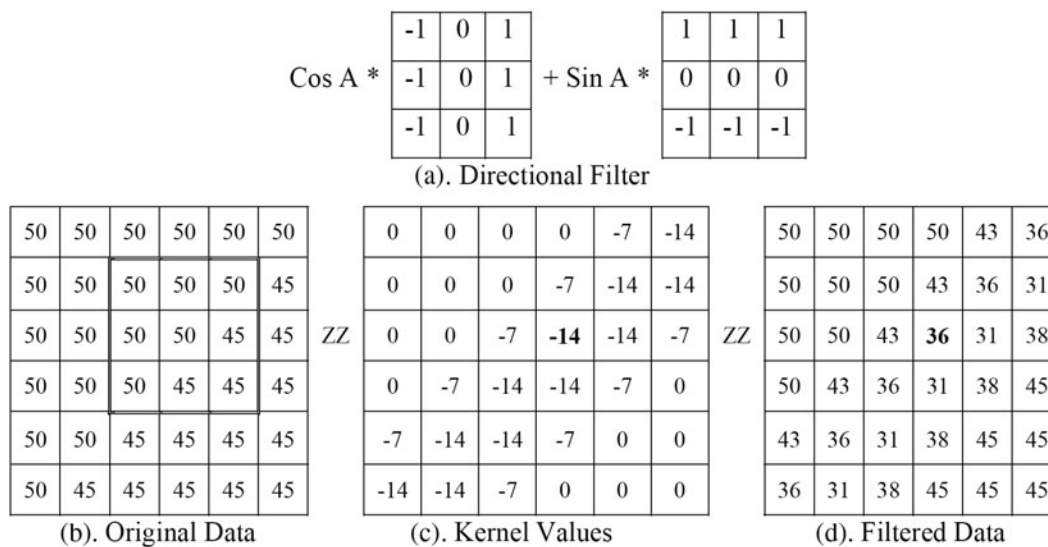 -1 0 1 1 1 1
Cos A * -1 0 1 + Sin A * 0 0 0
-1 0 1 -1 -1 -1
(a). Directional Filter
50 50 50 50 50 50 0 0 0 0 -7 -14 50 50 50 50 43 36
50 50 50 50 50 45 0 0 0 -7 -14 -14 50 50 50 43 36 31
50 50 50 50 45 45 ZZ 0 0 -7 -14 -14 -7 ZZ 50 50 43 36 31 38
50 50 50 45 45 45 0 -7 -14 -14 -7 0 50 43 36 31 38 45
50 50 45 45 45 45 -7 -14 -14 -7 0 0 43 36 31 38 45 45
50 45 45 45 45 45 -14 -14 -7 0 0 0 36 31 38 45 45 45
(b). Original Data (c). Kernel Values (d). Filtered Data